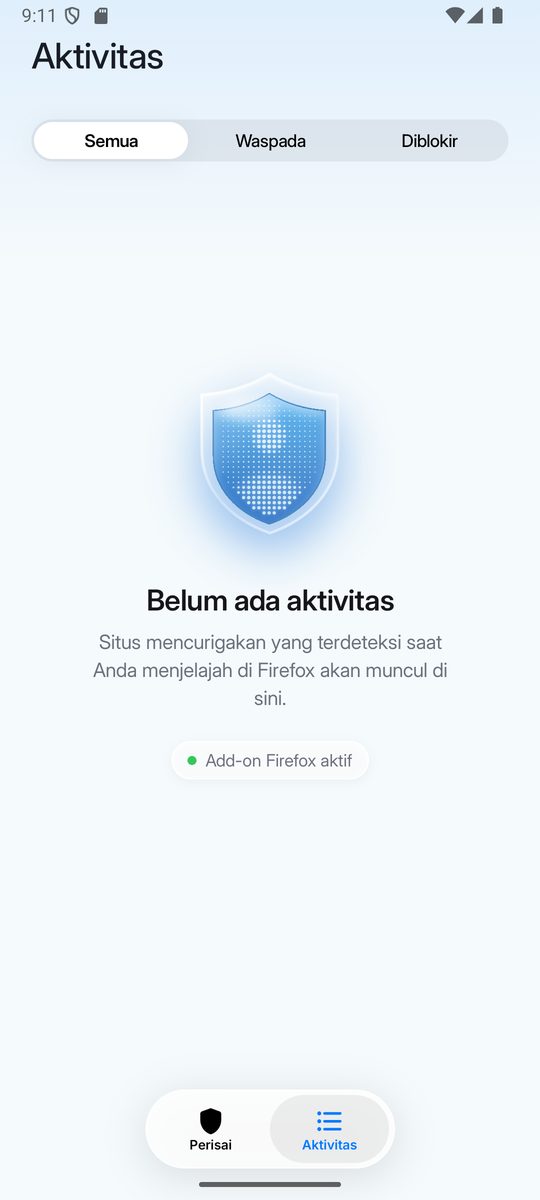 9:11
Aktivitas
Semua
Waspada
Diblokir
Belum ada aktivitas
Situs mencurigakan yang terdeteksi saat
Anda menjelajah di Firefox akan muncul di
sini.
Add-on Firefox aktif
Perisai
Aktivitas